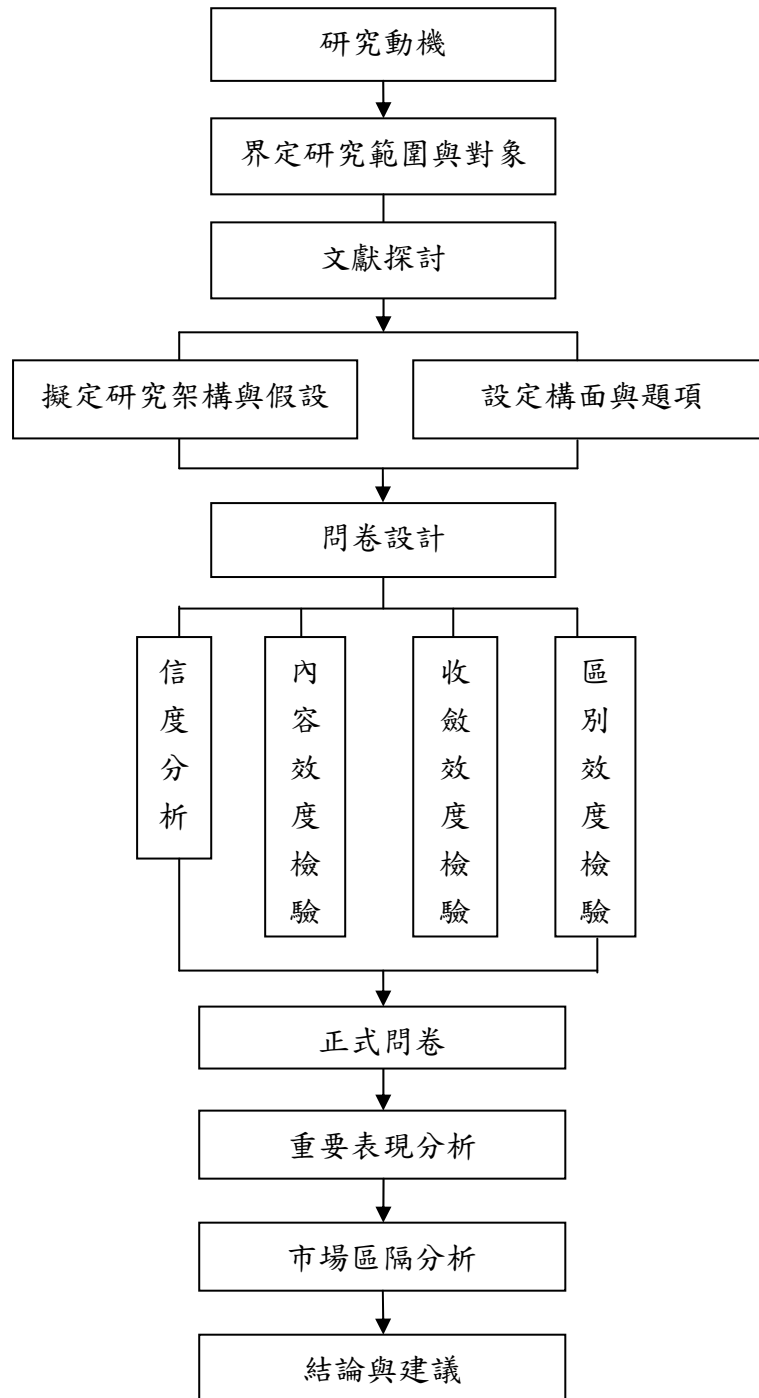 研究動機
界定研究範圍與對象
文獻探討
擬定研究架構與假設
設定構面與題項
問卷設計
信度分析
內容效度檢驗
收斂效度檢驗
區別效度檢驗
正式問卷
重要表現分析
市場區隔分析
結論與建議